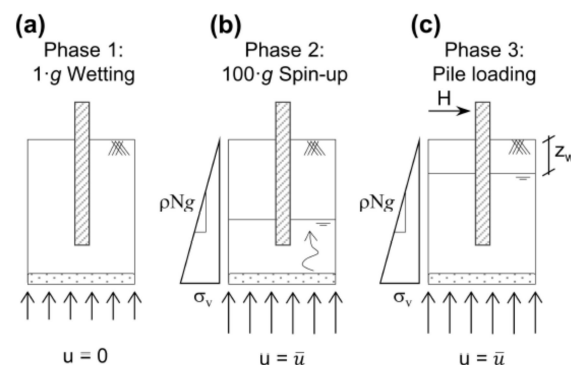 (a)
Phase 1:
1·g Wetting
u = 0
(b)
Phase 2:
100·g Spin-up
ρNg
σv
u = ū
(c)
Phase 3:
Pile loading
H
zw
ρNg
σv
u = ū